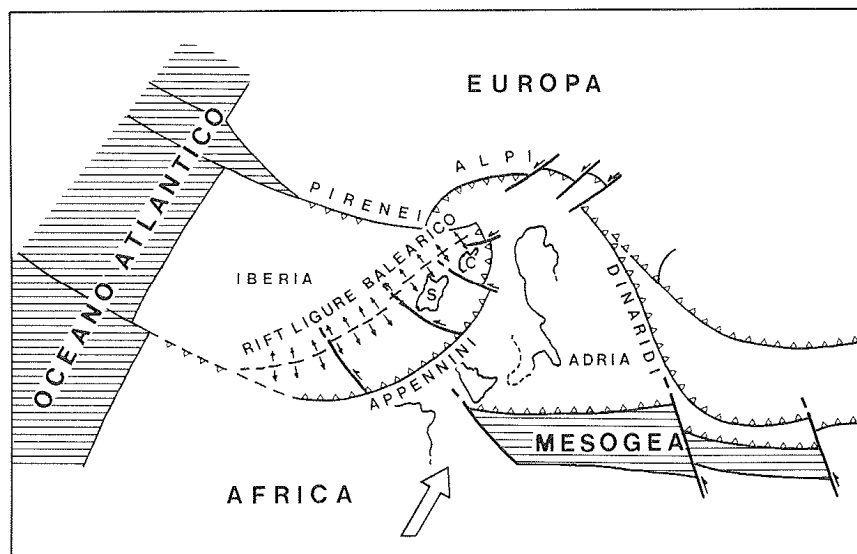 EUROPA
OCEANO ATLANTICO
ALPI
PIRENEI
IBERIA
RIFT LIGURE BALEARICO
C
S
DINARIDI
ADRIA
APPENNINI
MESOGEA
AFRICA